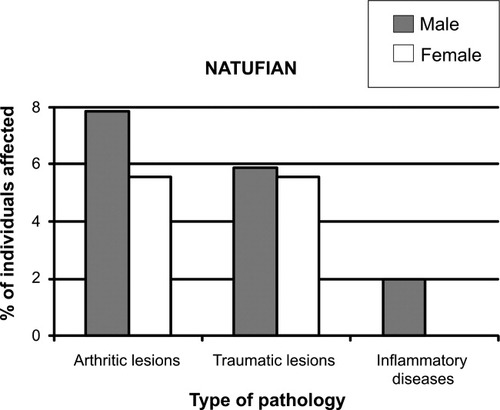 Male
Female
NATUFIAN
% of individuals affected
8
6
4
2
0
Arthritic lesions
Traumatic lesions
Inflammatory
diseases
Type of pathology